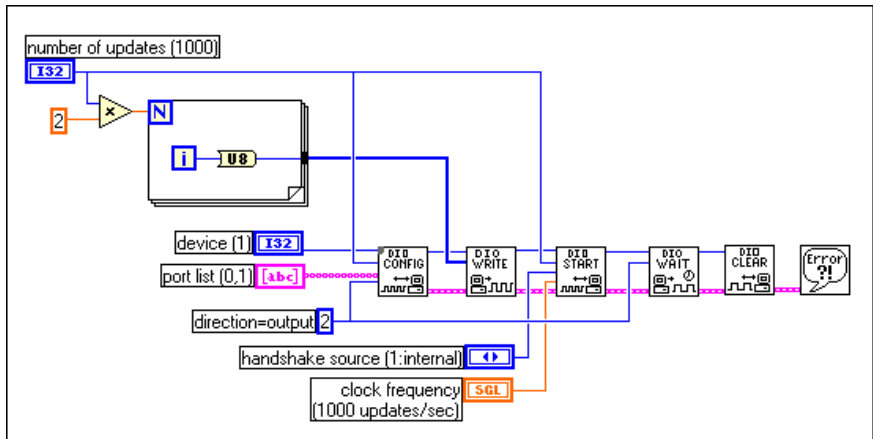 number of updates (1000)
I32
x
2
N
i
U8
device (1)
I32
DIO
CONFIG
DIO
WRITE
DIO
START
DIO
WAIT
DIO
CLEAR
Error
?!
port list (0,1)
[abc]
direction=output
2
handshake source (1:internal)
clock frequency
(1000 updates/sec)
SGL